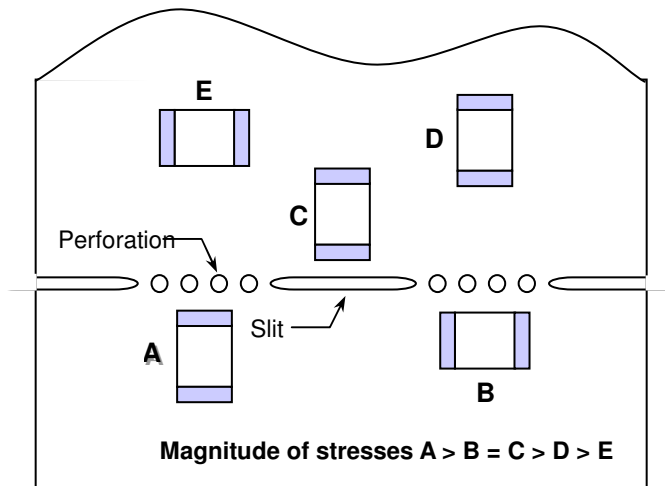 E
D
C
Perforation
Slit
A
B
Magnitude of stresses A > B = C > D > E